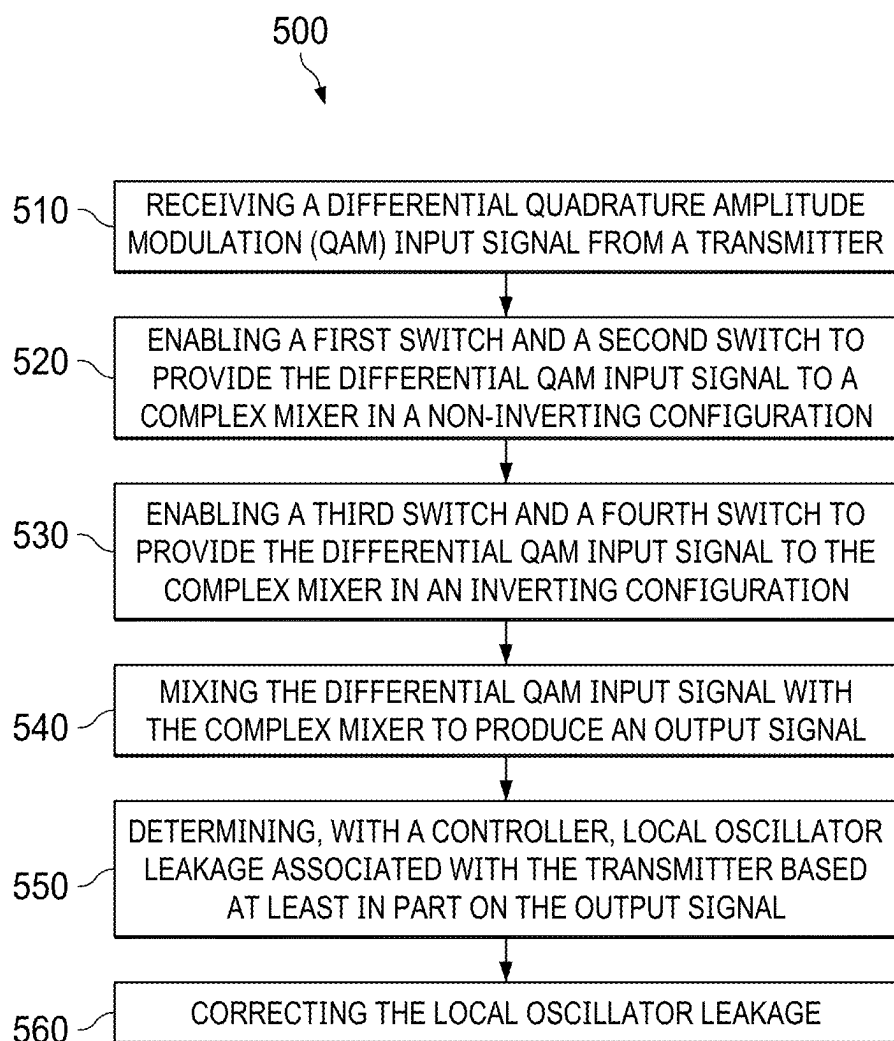 500
510
RECEIVING A DIFFERENTIAL QUADRATURE AMPLITUDE
MODULATION (QAM) INPUT SIGNAL FROM A TRANSMITTER
520
ENABLING A FIRST SWITCH AND A SECOND SWITCH TO
PROVIDE THE DIFFERENTIAL QAM INPUT SIGNAL TO A
COMPLEX MIXER IN A NON-INVERTING CONFIGURATION
530
ENABLING A THIRD SWITCH AND A FOURTH SWITCH TO
PROVIDE THE DIFFERENTIAL QAM INPUT SIGNAL TO THE
COMPLEX MIXER IN AN INVERTING CONFIGURATION
540
MIXING THE DIFFERENTIAL QAM INPUT SIGNAL WITH
THE COMPLEX MIXER TO PRODUCE AN OUTPUT SIGNAL
550
DETERMINING, WITH A CONTROLLER, LOCAL OSCILLATOR
LEAKAGE ASSOCIATED WITH THE TRANSMITTER BASED
AT LEAST IN PART ON THE OUTPUT SIGNAL
560
CORRECTING THE LOCAL OSCILLATOR LEAKAGE